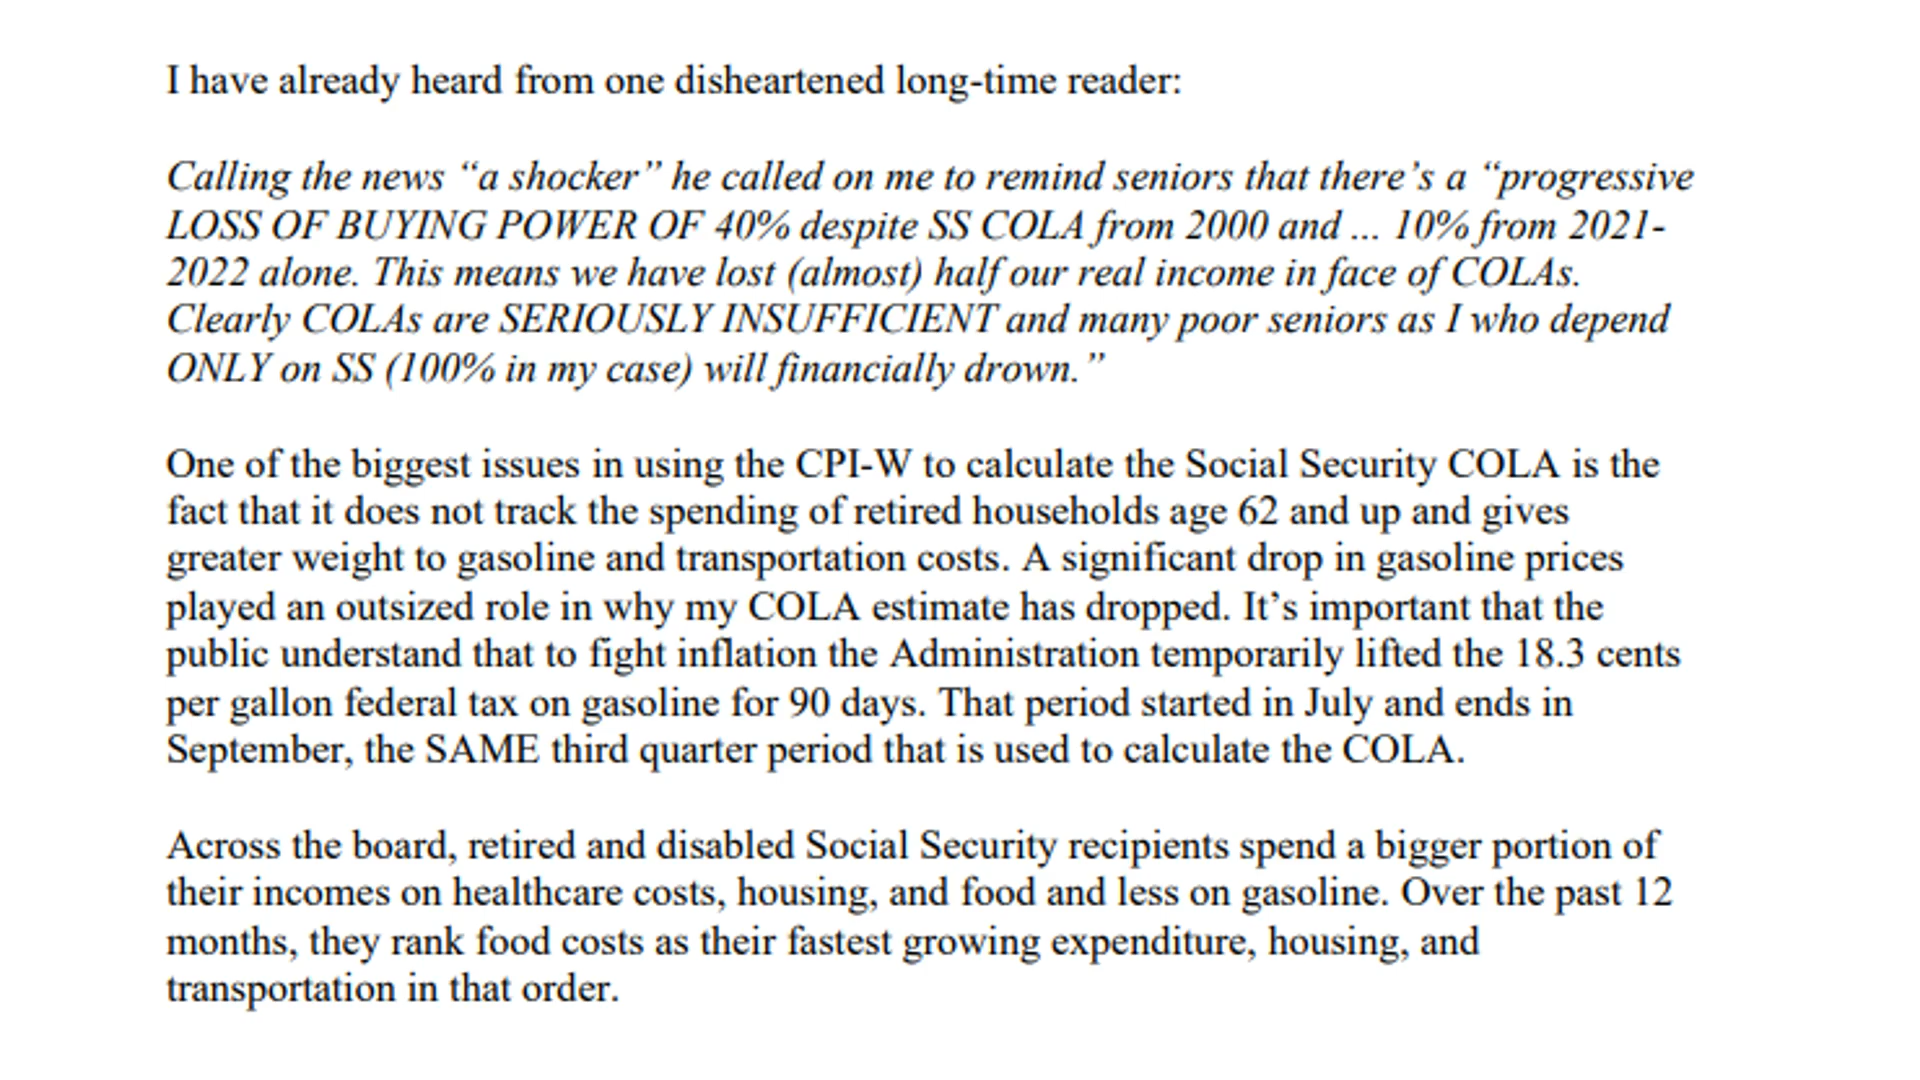 I have already heard from one disheartened long-time reader:
Calling the news “a shocker” he called on me to remind seniors that there’s a “progressive
LOSS OF BUYING POWER OF 40% despite SS COLA from 2000 and ... 10% from 2021-
2022 alone. This means we have lost (almost) half our real income in face of COLAs.
Clearly COLAs are SERIOUSLY INSUFFICIENT and many poor seniors as I who depend
ONLY on SS (100% in my case) will financially drown.”
One of the biggest issues in using the CPI-W to calculate the Social Security COLA is the
fact that it does not track the spending of retired households age 62 and up and gives
greater weight to gasoline and transportation costs. A significant drop in gasoline prices
played an outsized role in why my COLA estimate has dropped. It’s important that the
public understand that to fight inflation the Administration temporarily lifted the 18.3 cents
per gallon federal tax on gasoline for 90 days. That period started in July and ends in
September, the SAME third quarter period that is used to calculate the COLA.
Across the board, retired and disabled Social Security recipients spend a bigger portion of
their incomes on healthcare costs, housing, and food and less on gasoline. Over the past 12
months, they rank food costs as their fastest growing expenditure, housing, and
transportation in that order.